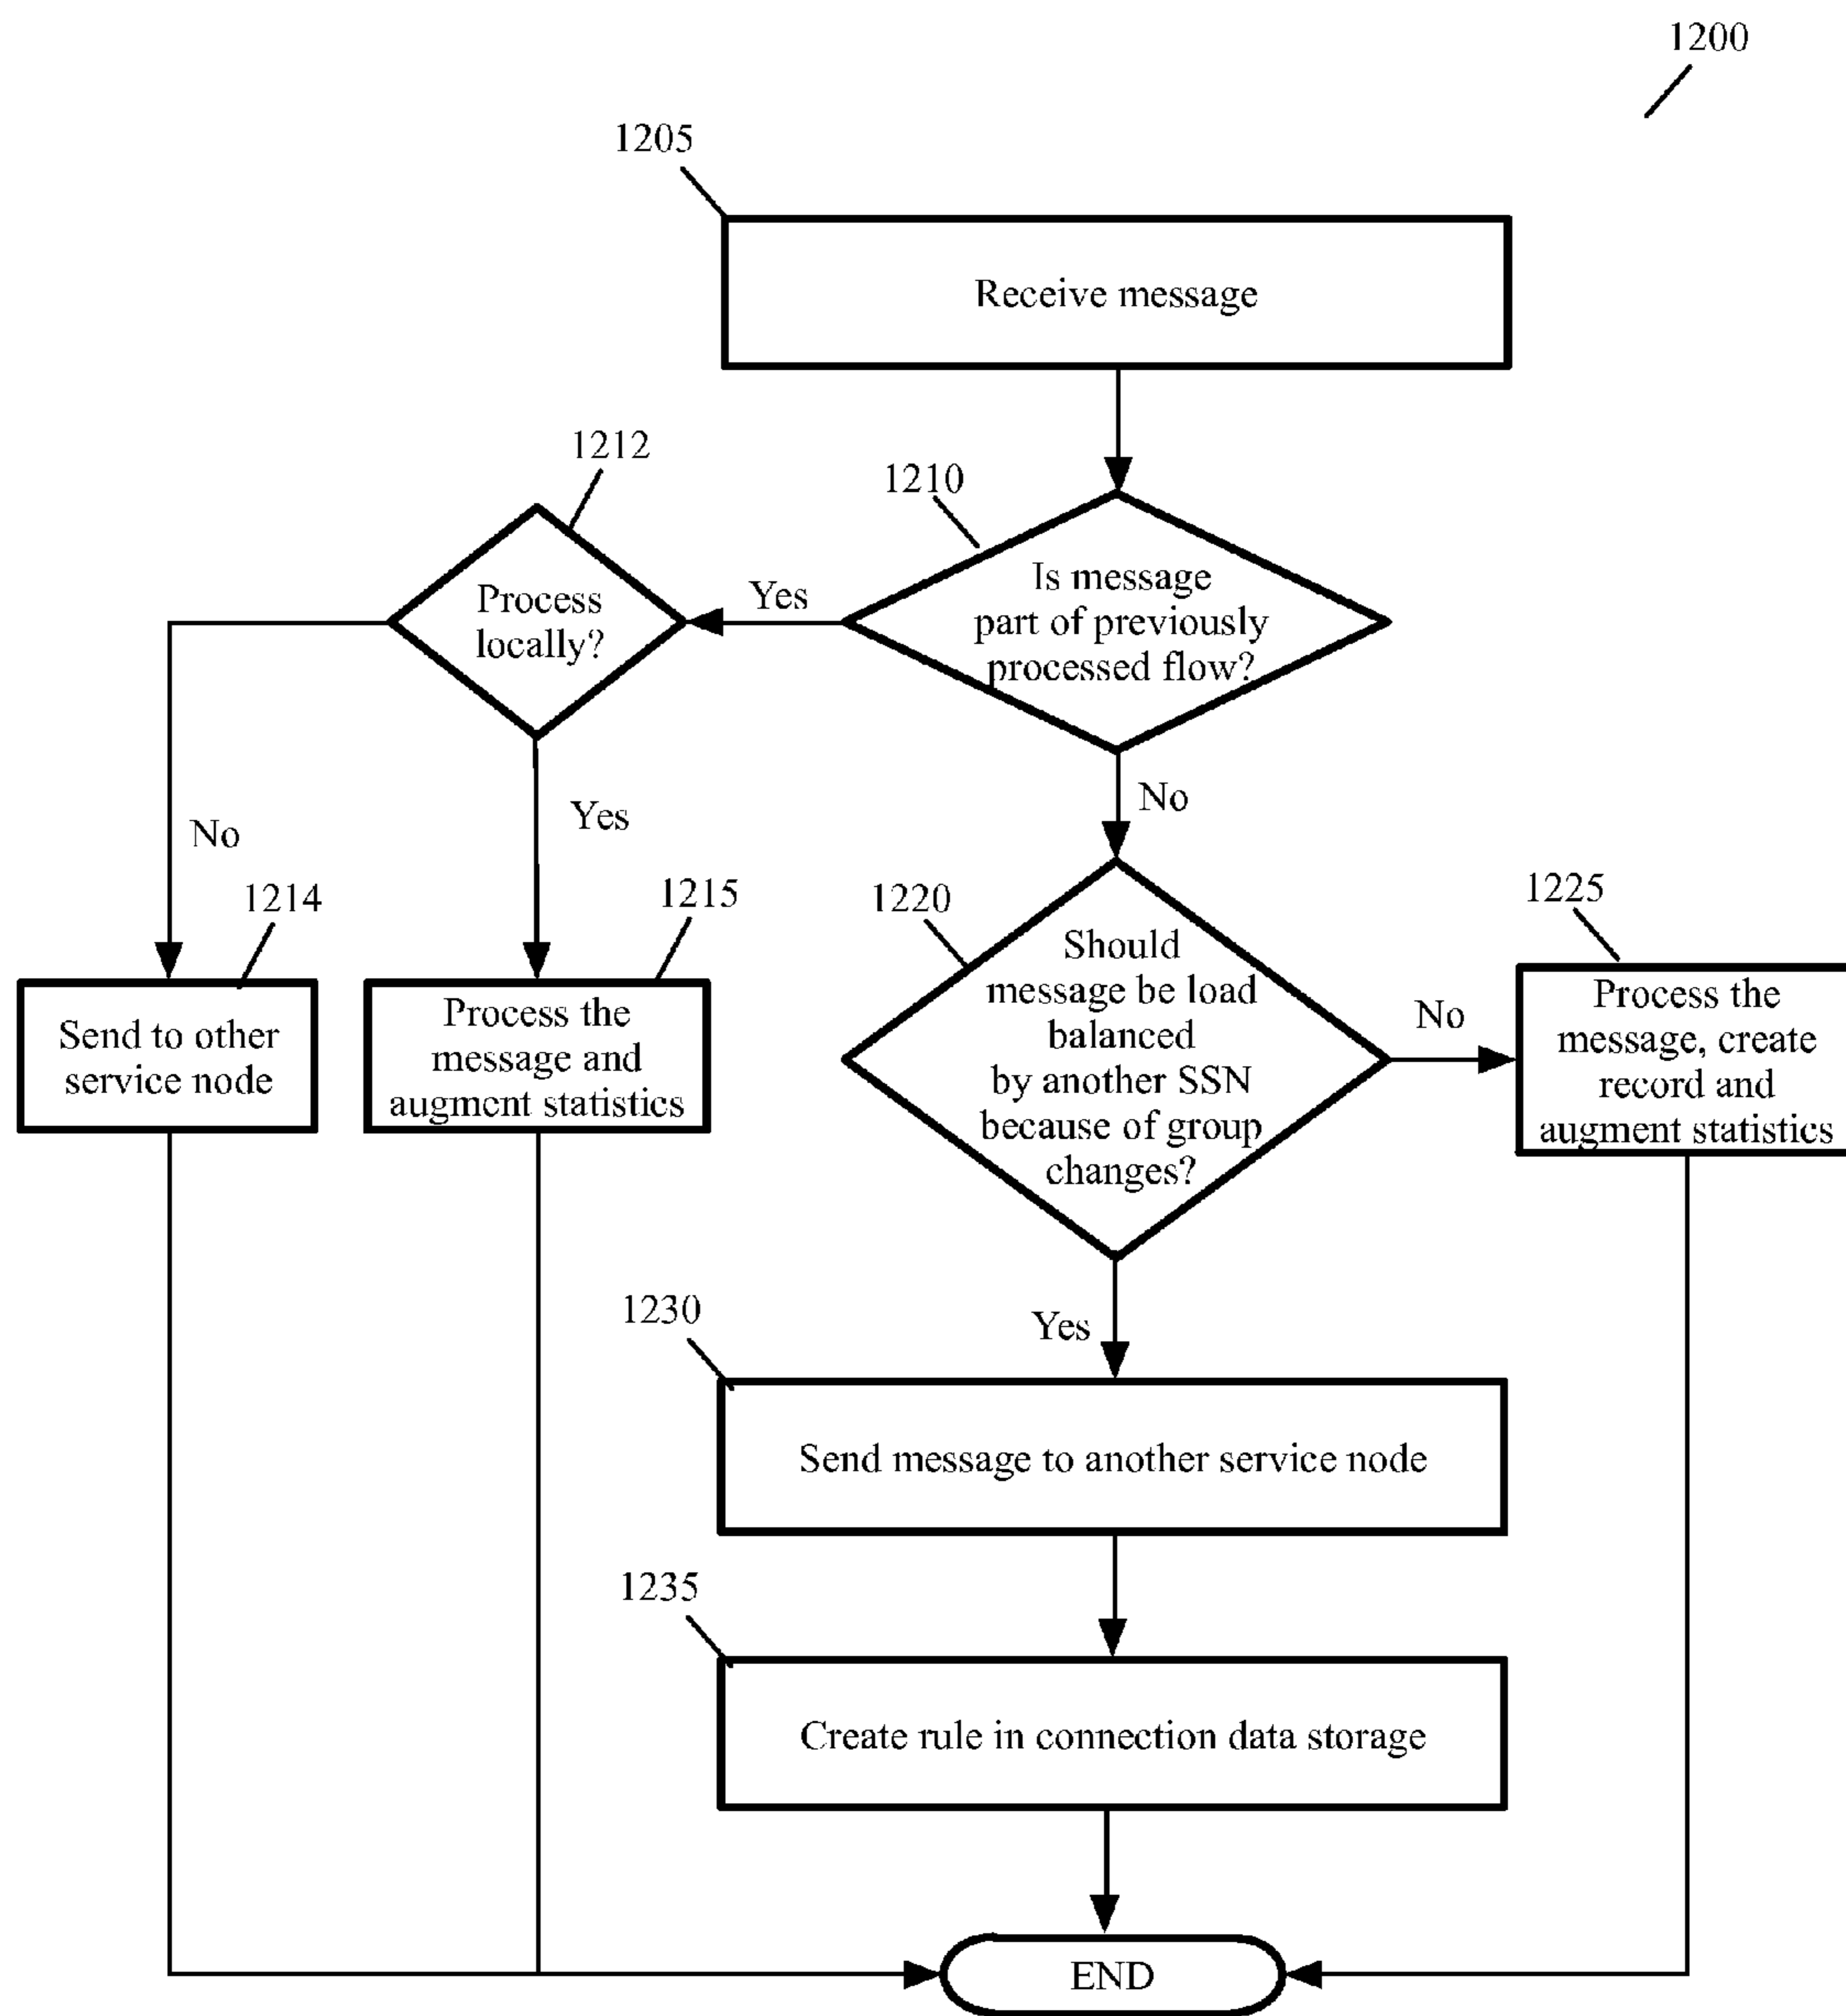 1200
1205
Receive message
1212
1210
Process
locally?
Yes
Is message
part of previously
processed flow?
No
Yes
No
1214
1215
1220
1225
Send to other
service node
Process the
message and
augment statistics
Should
message be load
balanced
by another SSN
because of group
changes?
No
Process the
message, create
record and
augment statistics
1230
Yes
Send message to another service node
1235
Create rule in connection data storage
END